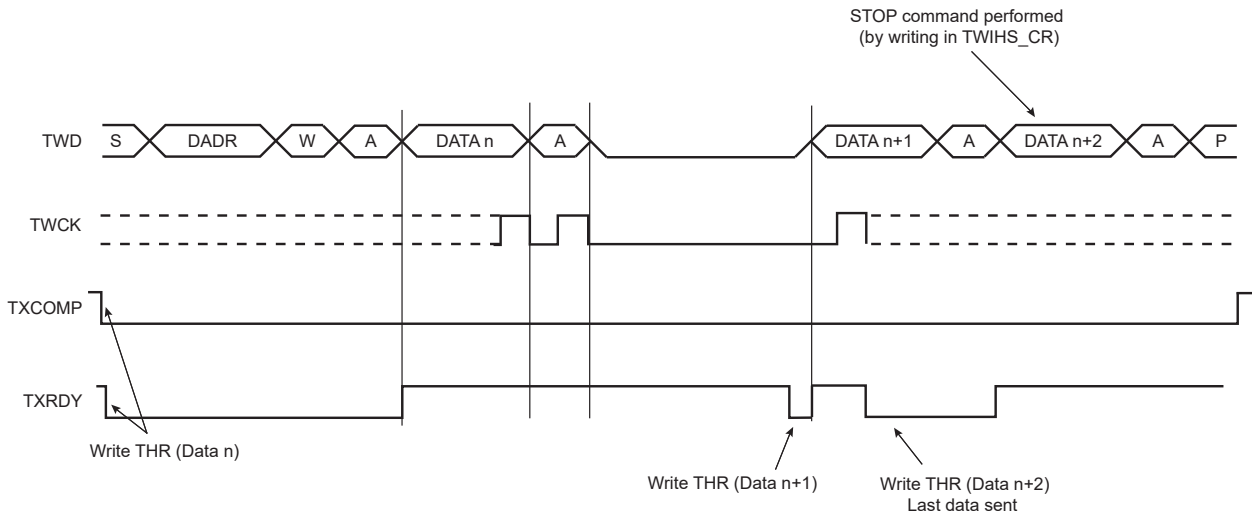 STOP command performed
(by writing in TWIHS_CR)
TWD S DADR W A DATA n A DATA n+1 A DATA n+2 A P
TWCK
TXCOMP
TXRDY
Write THR (Data n)
Write THR (Data n+1)
Write THR (Data n+2)
Last data sent